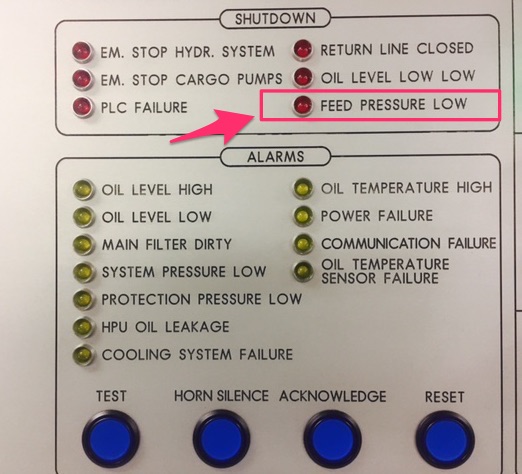 SHUTDOWN
EM. STOP HYDR. SYSTEM
EM. STOP CARGO PUMPS
PLC FAILURE
RETURN LINE CLOSED
OIL LEVEL LOW LOW
FEED PRESSURE LOW
ALARMS
OIL LEVEL HIGH
OIL LEVEL LOW
MAIN FILTER DIRTY
SYSTEM PRESSURE LOW
PROTECTION PRESSURE LOW
HPU OIL LEAKAGE
COOLING SYSTEM FAILURE
OIL TEMPERATURE HIGH
POWER FAILURE
COMMUNICATION FAILURE
OIL TEMPERATURE
SENSOR FAILURE
TEST
HORN SILENCE
ACKNOWLEDGE
RESET